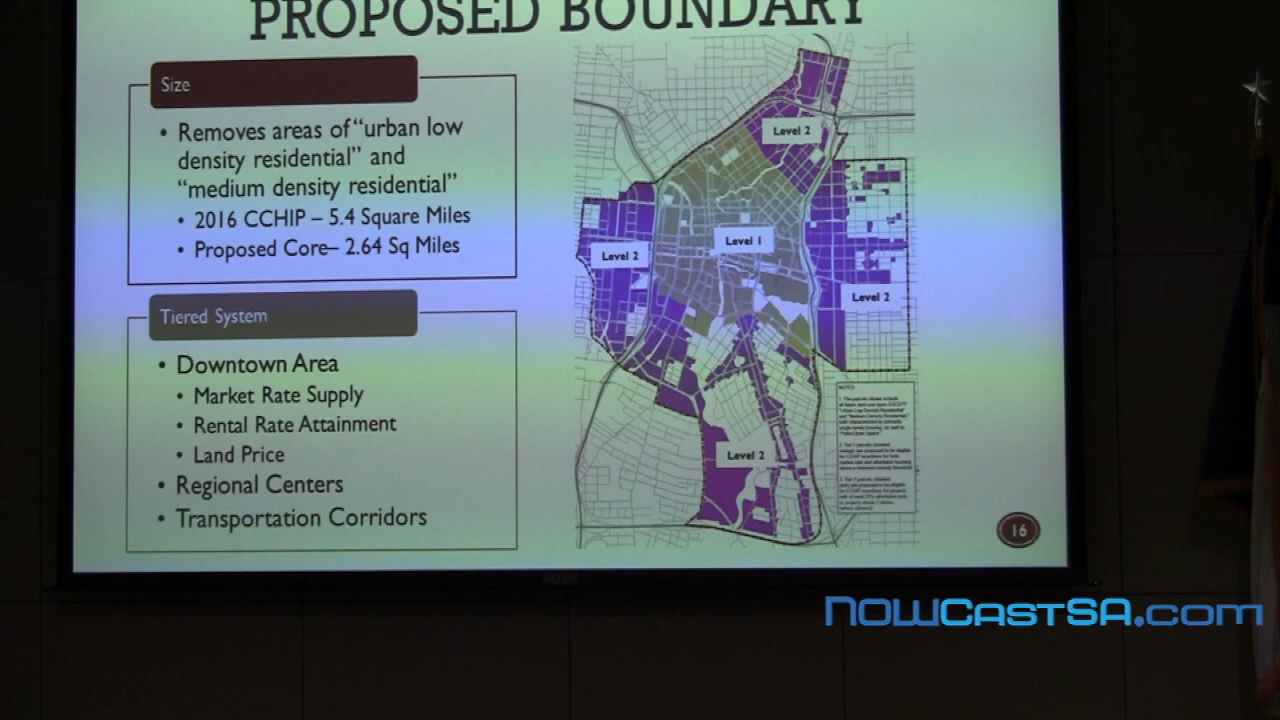 PROPOSED BOUNDARY
Size
• Removes areas of “urban low
density residential” and
“medium density residential”
• 2016 CCHIP – 5.4 Square Miles
• Proposed Core– 2.64 Sq Miles
Tiered System
• Downtown Area
• Market Rate Supply
• Rental Rate Attainment
• Land Price
• Regional Centers
• Transportation Corridors
Level 2
Level 1
Level 2
Level 2
Level 2
NOTES:
16
NOWCastSA.com